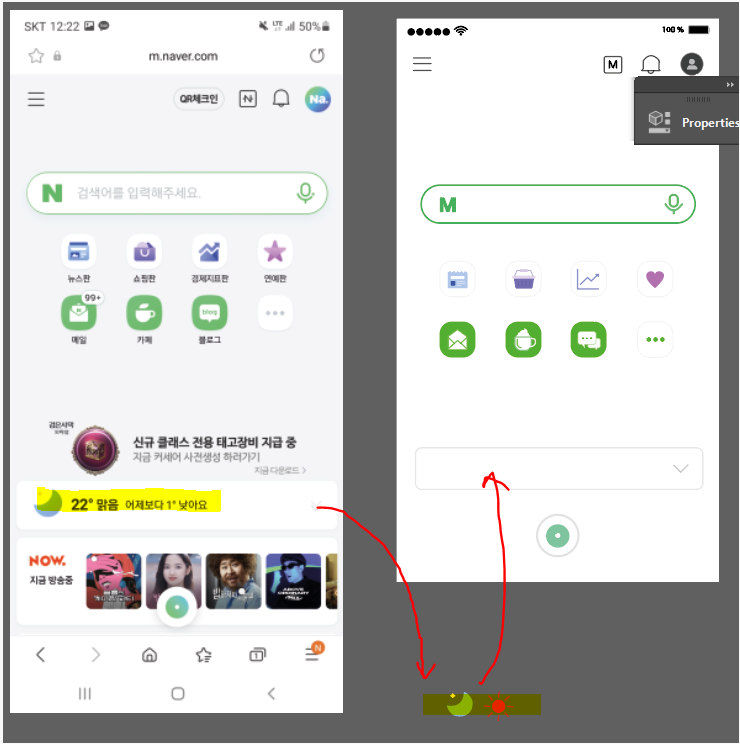 SKT 12:22
LTE
50%
m.naver.com
QR체크인
N
Na.
N 검색어를 입력해주세요.
뉴스판 쇼핑판 경제지표판 연예판
99+
메일 카페 블로그
blog
검은사막
모바일
신규 클래스 전용 태고장비 지급 중
지금 커세어 사전생성 하러가기
지금 다운로드 >
22° 맑음 어제보다 1° 낮아요
NOW.
지금 방송중
1
N
100 %
M
Properties
M